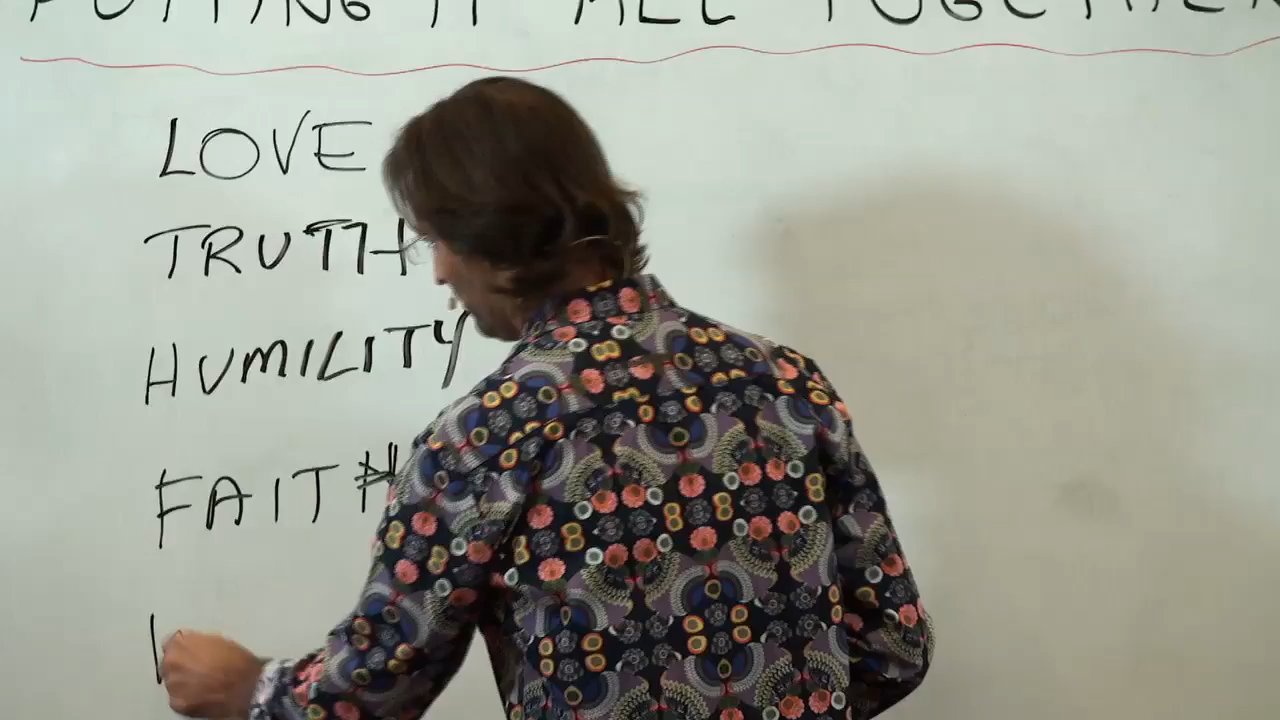 PUTTING IT ALL TOGETHER
LOVE
TRUTH
HUMILITY
FAITH